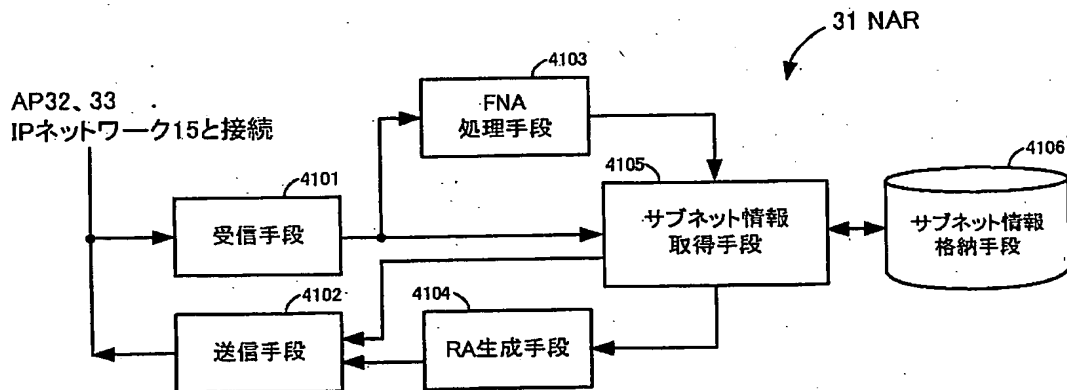 31 NAR
4103
AP32、33
IPネットワーク15と接続
FNA
処理手段
4105
4106
4101
受信手段
サブネット情報
取得手段
サブネット情報
格納手段
4102
4104
送信手段
RA生成手段